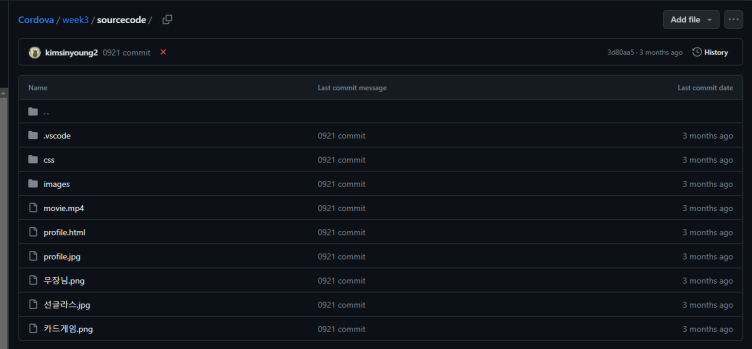 Cordova / week3 / sourcecode /
Add file
kimsinyoung2 0921 commit
3d80aa5 · 3 months ago History
Name Last commit message Last commit date
..
.vscode 0921 commit 3 months ago
css 0921 commit 3 months ago
images 0921 commit 3 months ago
movie.mp4 0921 commit 3 months ago
profile.html 0921 commit 3 months ago
profile.jpg 0921 commit 3 months ago
무장님.png 0921 commit 3 months ago
선글라스.jpg 0921 commit 3 months ago
카드게임.png 0921 commit 3 months ago